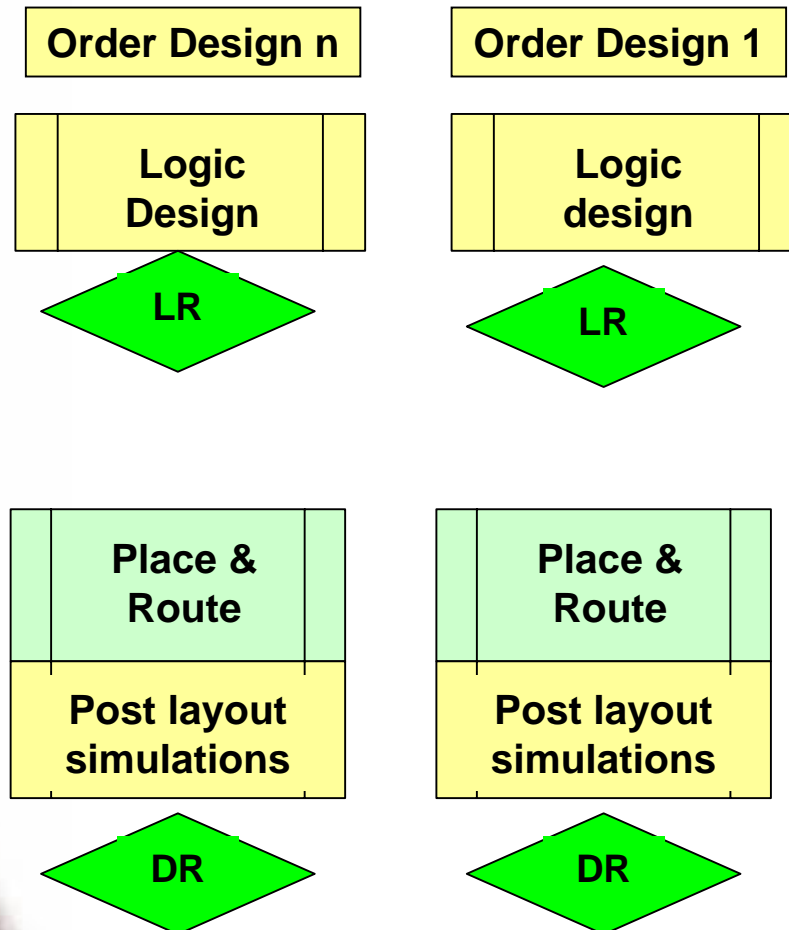 Order Design n
Order Design 1
Logic
Design
Logic
design
LR
LR
Place &
Route
Place &
Route
Post layout
simulations
Post layout
simulations
DR
DR